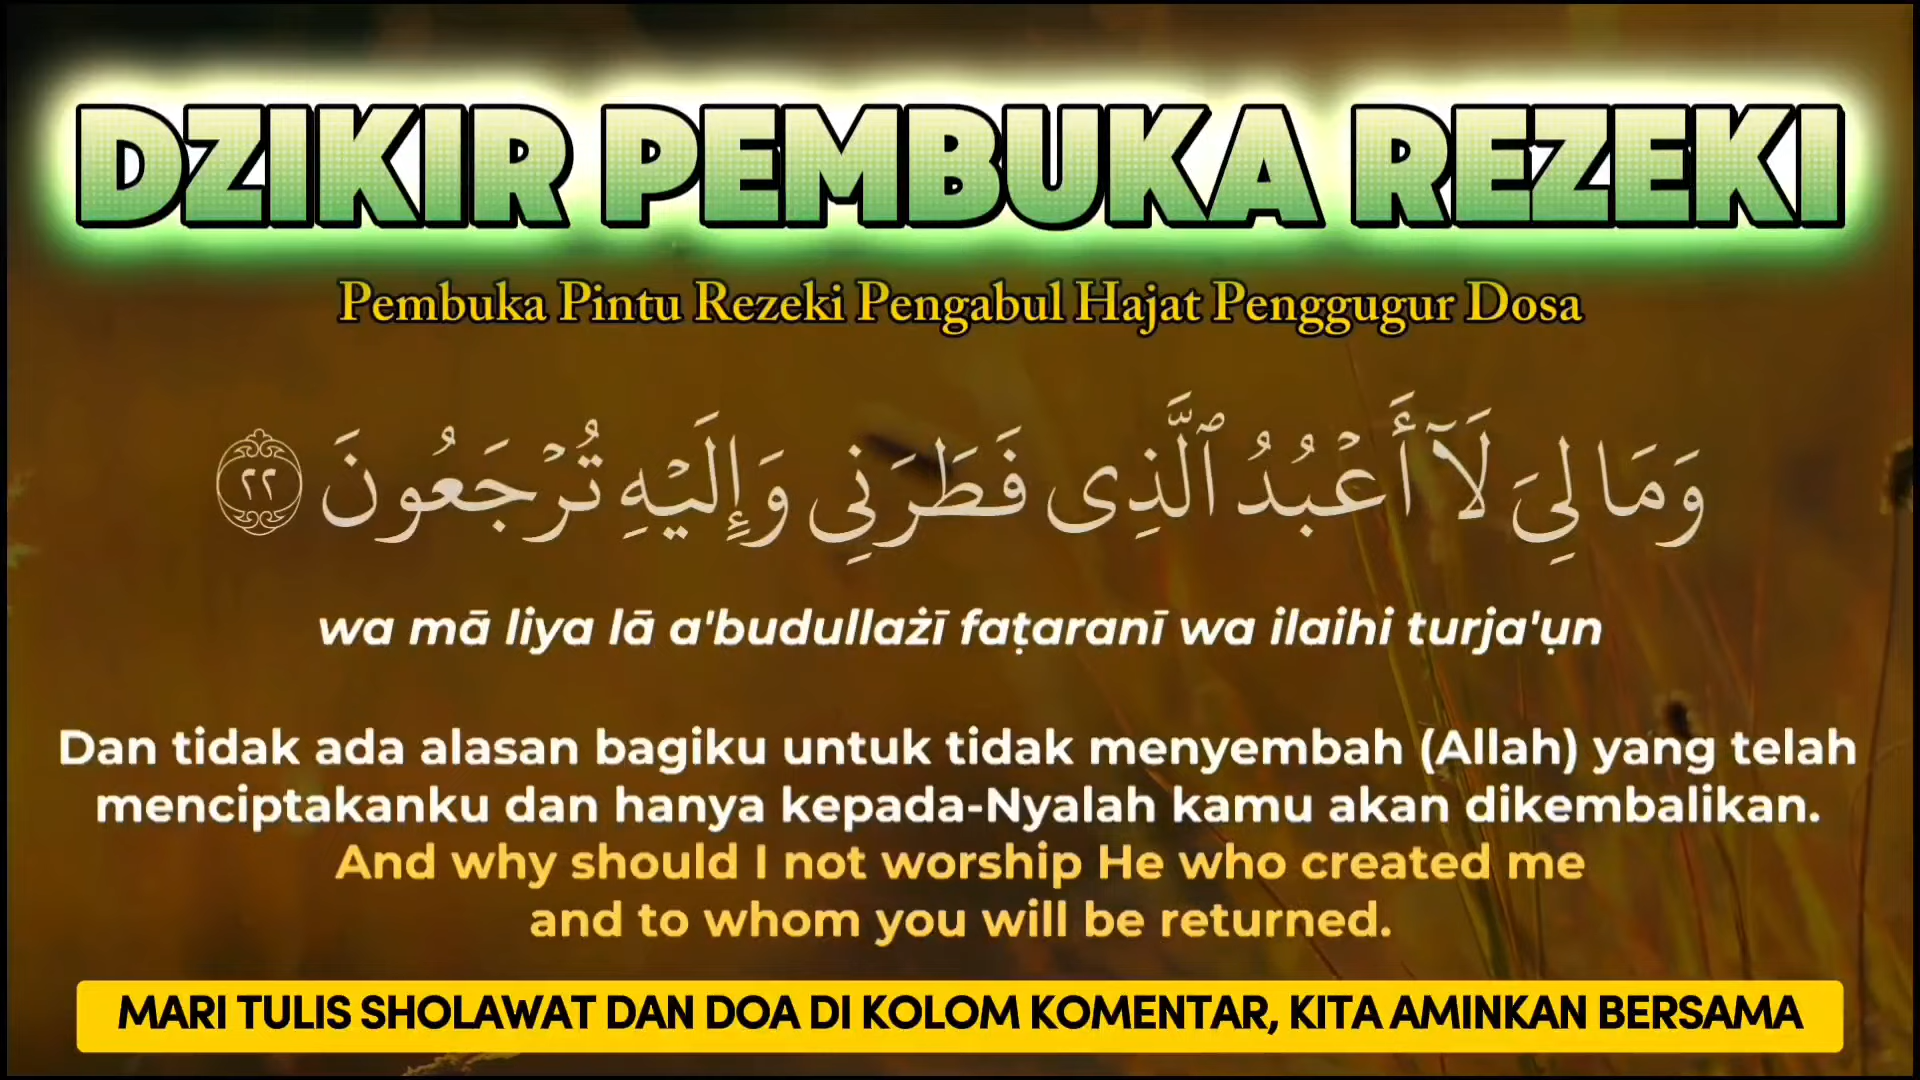 DZIKIR PEMBUKA REZEKI
Pembuka Pintu Rezeki Pengabul Hajat Penggugur Dosa
وَمَا لِىَ لَآ أَعْبُدُ ٱلَّذِى فَطَرَنِى وَإِلَيْهِ تُرْجَعُونَ ٢٢
wa mā liya lā a'budullażī faṭaranī wa ilaihi turja'ụn
Dan tidak ada alasan bagiku untuk tidak menyembah (Allah) yang telah
menciptakanku dan hanya kepada-Nyalah kamu akan dikembalikan.
And why should I not worship He who created me
and to whom you will be returned.
MARI TULIS SHOLAWAT DAN DOA DI KOLOM KOMENTAR, KITA AMINKAN BERSAMA